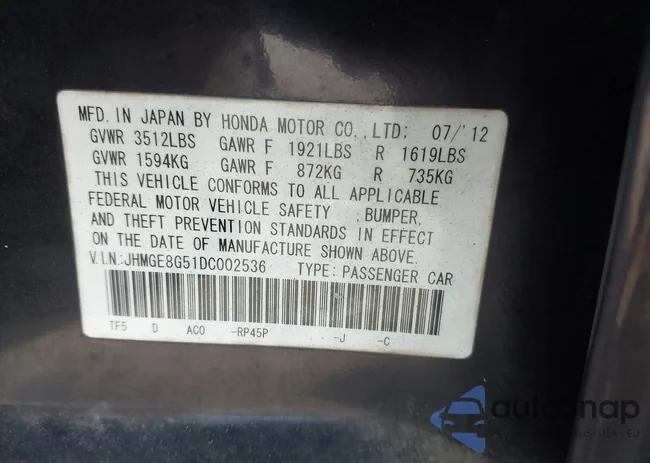 MFD. IN JAPAN BY HONDA MOTOR CO.,LTD: 07/'12
GVWR 3512LBS GAWR F 1921LBS R 1619LBS
GVWR 1594KG GAWR F 872KG R 735KG
THIS VEHICLE CONFORMS TO ALL APPLICABLE
FEDERAL MOTOR VEHICLE SAFETY ,BUMPER,
AND THEFT PREVENTION STANDARDS IN EFFECT
ON THE DATE OF MANUFACTURE SHOWN ABOVE.
V.I.N:JHMGE8G51DC002536 TYPE: PASSENGER CAR
TF5 D AC0 -RP45P -J -C
autosnap